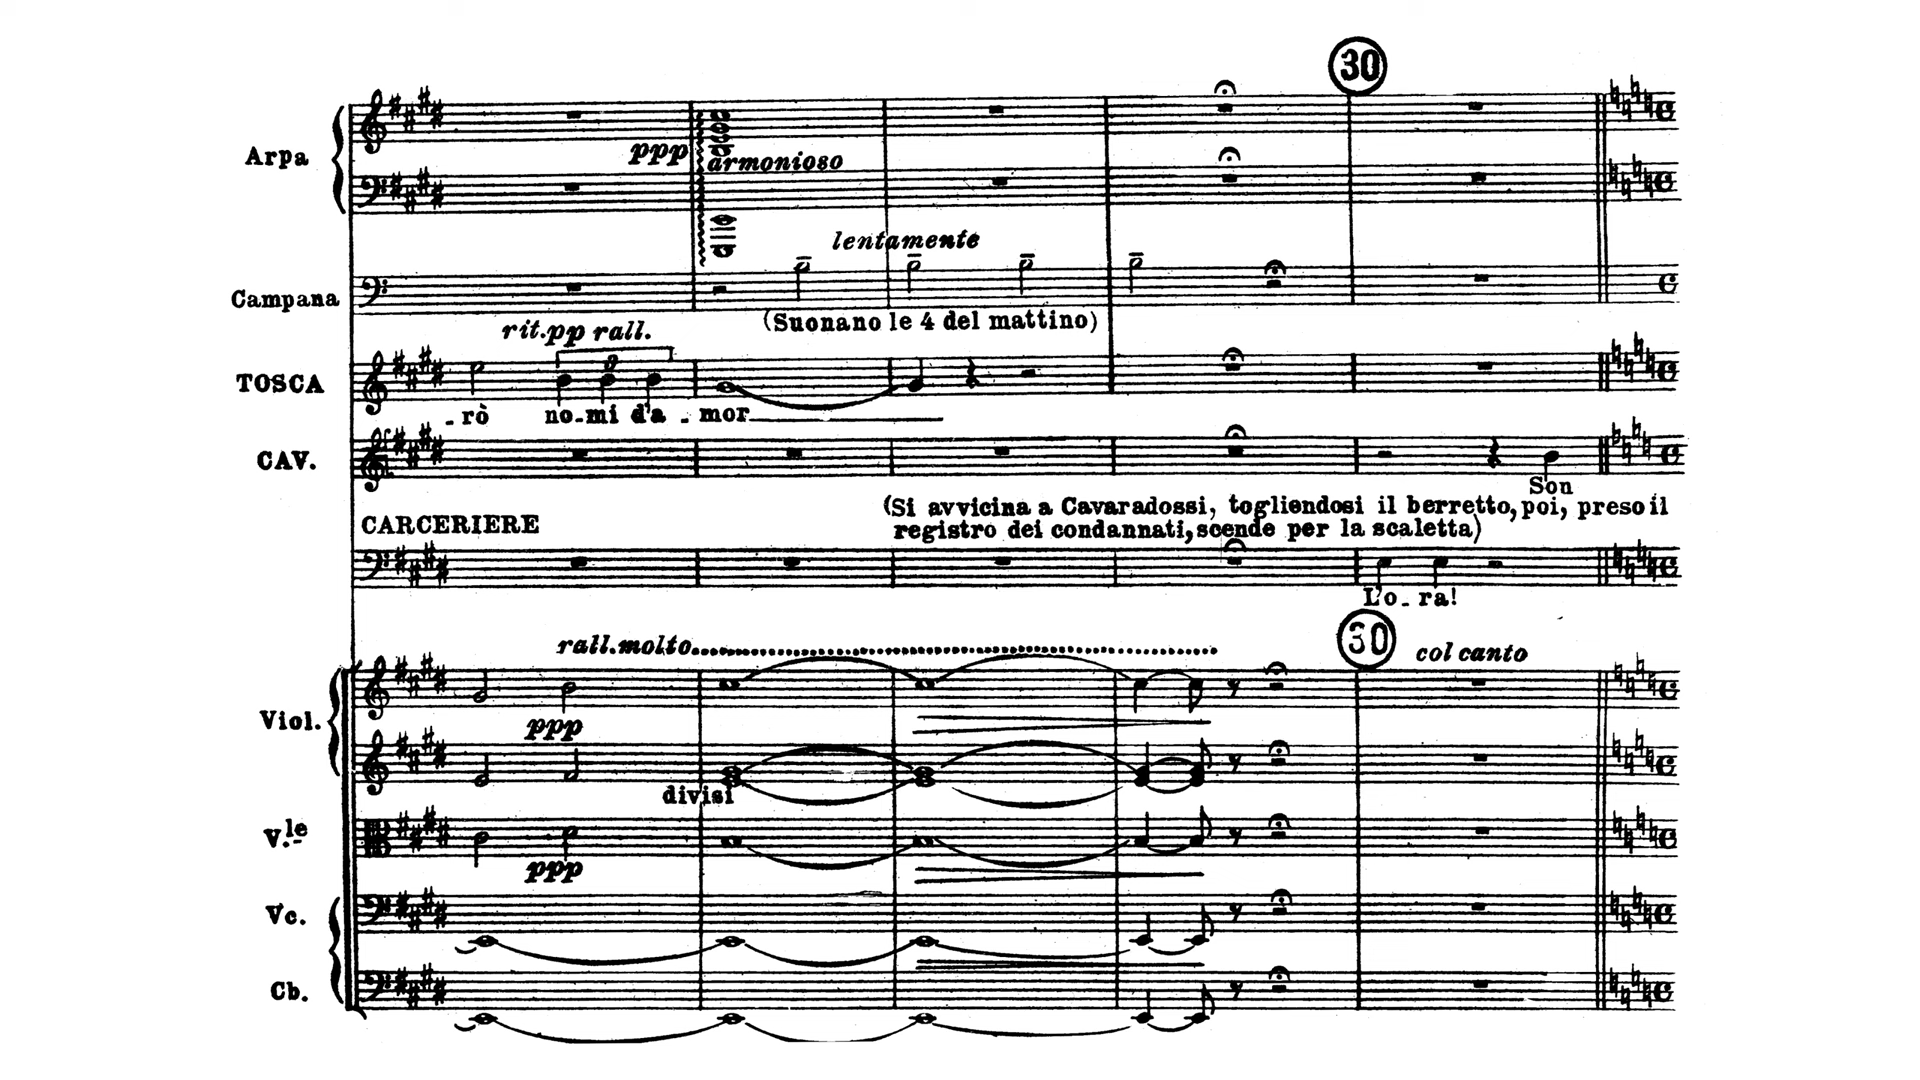 30
Arpa
ppp
armonioso
lentamente
Campana
(Suonano le 4 del mattino)
rit. pp rall.
3
TOSCA
- rò no-mi d'a - mor
CAV.
Son
(Si avvicina a Cavaradossi, togliendosi il berretto, poi, preso il
registro dei condannati, scende per la scaletta)
CARCERIERE
L'o - ra!
30
rall. molto
col canto
Viol.
ppp
divisi
V.le
ppp
Vc.
Cb.